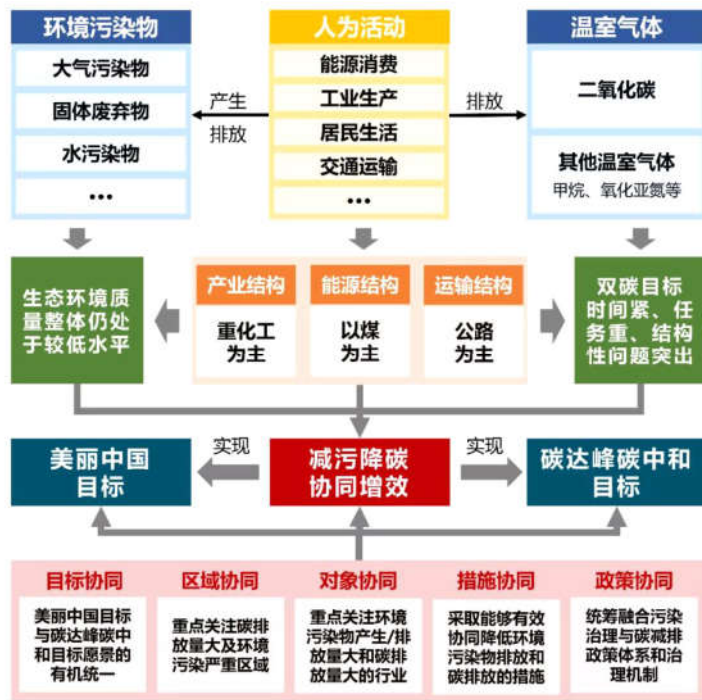 环境污染物
人为活动
温室气体
大气污染物
固体废弃物
水污染物
...
产生
排放
能源消费
工业生产
居民生活
交通运输
...
排放
二氧化碳
其他温室气体
甲烷、氧化亚氮等
生态环境质
量整体仍处
于较低水平
产业结构
能源结构
运输结构
重化工
为主
以煤
为主
公路
为主
双碳目标
时间紧、任
务重、结构
性问题突出
美丽中国
目标
实现
减污降碳
协同增效
实现
碳达峰碳中和
目标
目标协同
区域协同
对象协同
措施协同
政策协同
美丽中国目标
与碳达峰碳中
和目标愿景的
有机统一
重点关注碳排
放量大及环境
污染严重区域
重点关注环境
污染物产生/排
放量大和碳排
放量大的行业
采取能够有效
协同降低环境
污染物排放和
碳排放的措施
统筹融合污染
治理与碳减排
政策体系和治
理机制